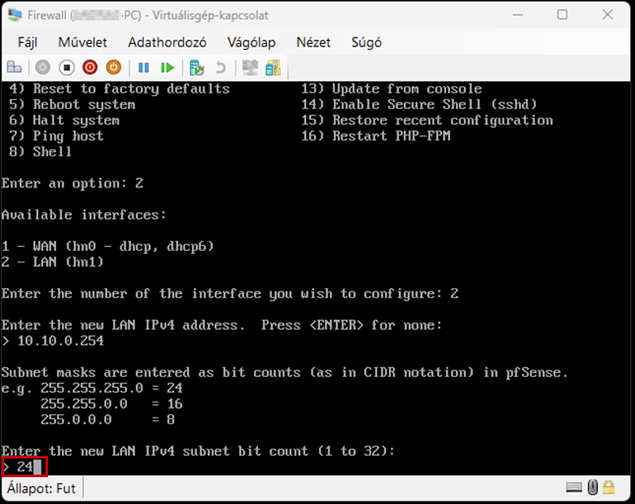 Firewall (-PC) - Virtuálisgép-kapcsolat
Fájl Művelet Adathordozó Vágólap Nézet Súgó
4) Reset to factory defaults 13) Update from console
5) Reboot system 14) Enable Secure Shell (sshd)
6) Halt system 15) Restore recent configuration
7) Ping host 16) Restart PHP-FPM
8) Shell
Enter an option: 2
Available interfaces:
1 - WAN (hn0 - dhcp, dhcp6)
2 - LAN (hn1)
Enter the number of the interface you wish to configure: 2
Enter the new LAN IPv4 address.  Press <ENTER> for none:
> 10.10.0.254
Subnet masks are entered as bit counts (as in CIDR notation) in pfSense.
e.g. 255.255.255.0 = 24
255.255.0.0 = 16
255.0.0.0 = 8
Enter the new LAN IPv4 subnet bit count (1 to 32):
> 24
Állapot: Fut